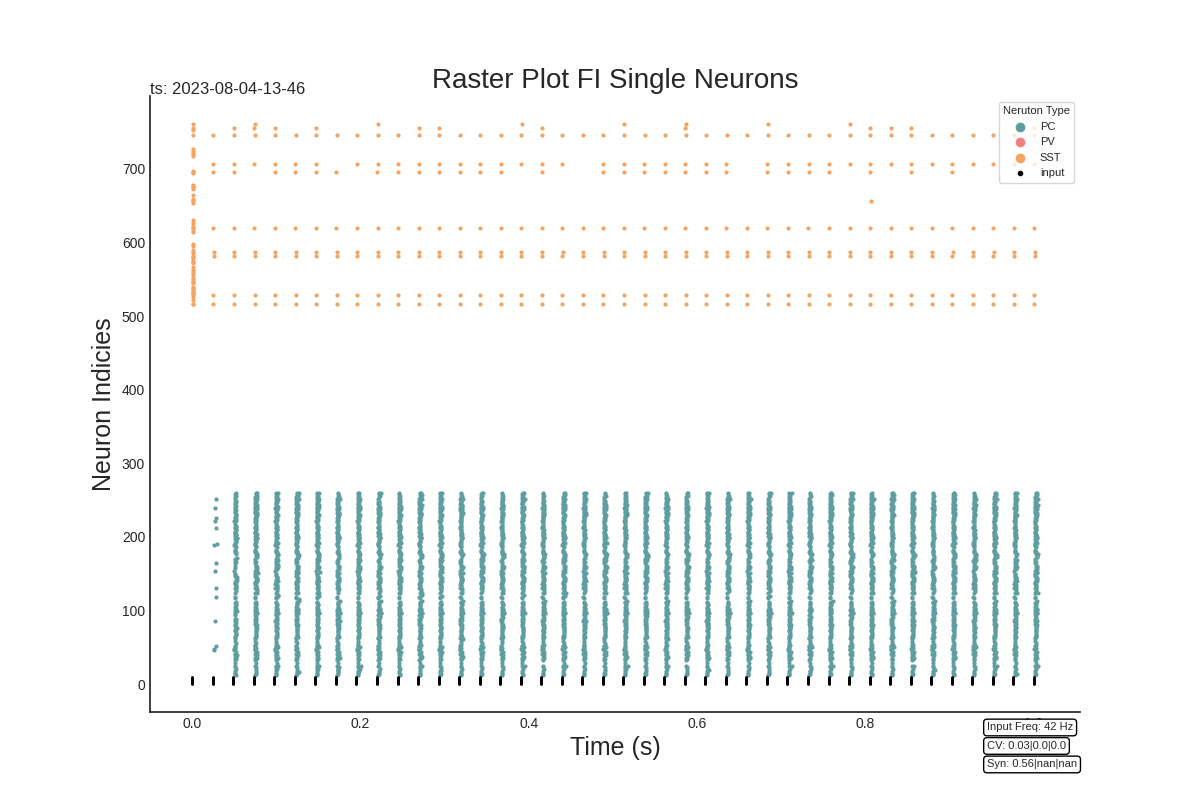 Raster Plot FI Single Neurons
ts: 2023-08-04-13-46
Neruton Type
PC
PV
SST
input
Neuron Indicies
700
600
500
400
300
200
100
0
0.0 0.2 0.4 0.6 0.8
Time (s)
Input Freq: 42 Hz
CV: 0.03|0.0|0.0
Syn: 0.56|nan|nan